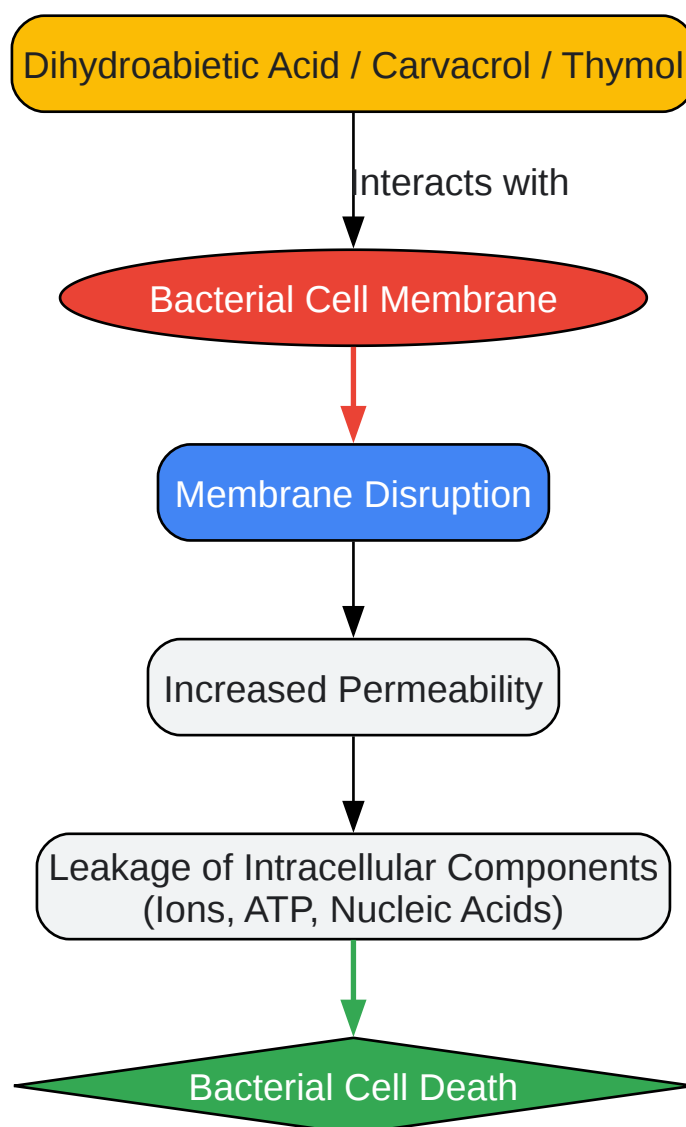 Dihydroabietic Acid / Carvacrol / Thymol
Interacts with
Bacterial Cell Membrane
Membrane Disruption
Increased Permeability
Leakage of Intracellular Components
(Ions, ATP, Nucleic Acids)
Bacterial Cell Death